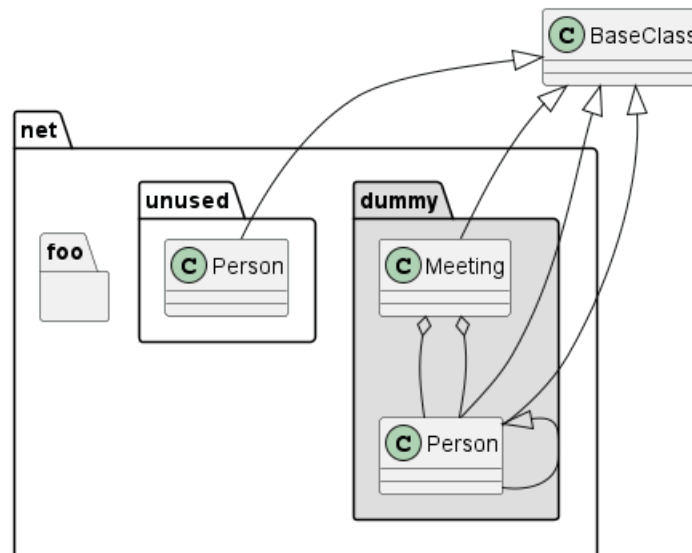 C BaseClass
net
unused
dummy
foo
C Person
C Meeting
C Person